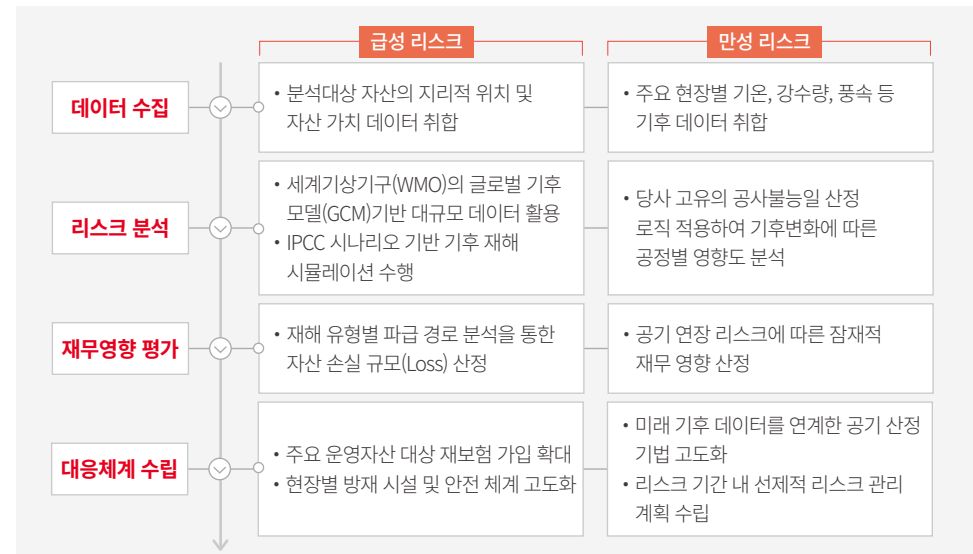 급성 리스크
만성 리스크
데이터 수집
• 분석대상 자산의 지리적 위치 및
자산 가치 데이터 취합
• 주요 현장별 기온, 강수량, 풍속 등
기후 데이터 취합
리스크 분석
• 세계기상기구(WMO)의 글로벌 기후
모델(GCM)기반 대규모 데이터 활용
• IPCC 시나리오 기반 기후 재해
시뮬레이션 수행
• 당사 고유의 공사불능일 산정
로직 적용하여 기후변화에 따른
공정별 영향도 분석
재무영향 평가
• 재해 유형별 파급 경로 분석을 통한
자산 손실 규모(Loss) 산정
• 공기 연장 리스크에 따른 잠재적
재무 영향 산정
대응체계 수립
• 주요 운영자산 대상 재보험 가입 확대
• 현장별 방재 시설 및 안전 체계 고도화
• 미래 기후 데이터를 연계한 공기 산정
기법 고도화
• 리스크 기간 내 선제적 리스크 관리
계획 수립